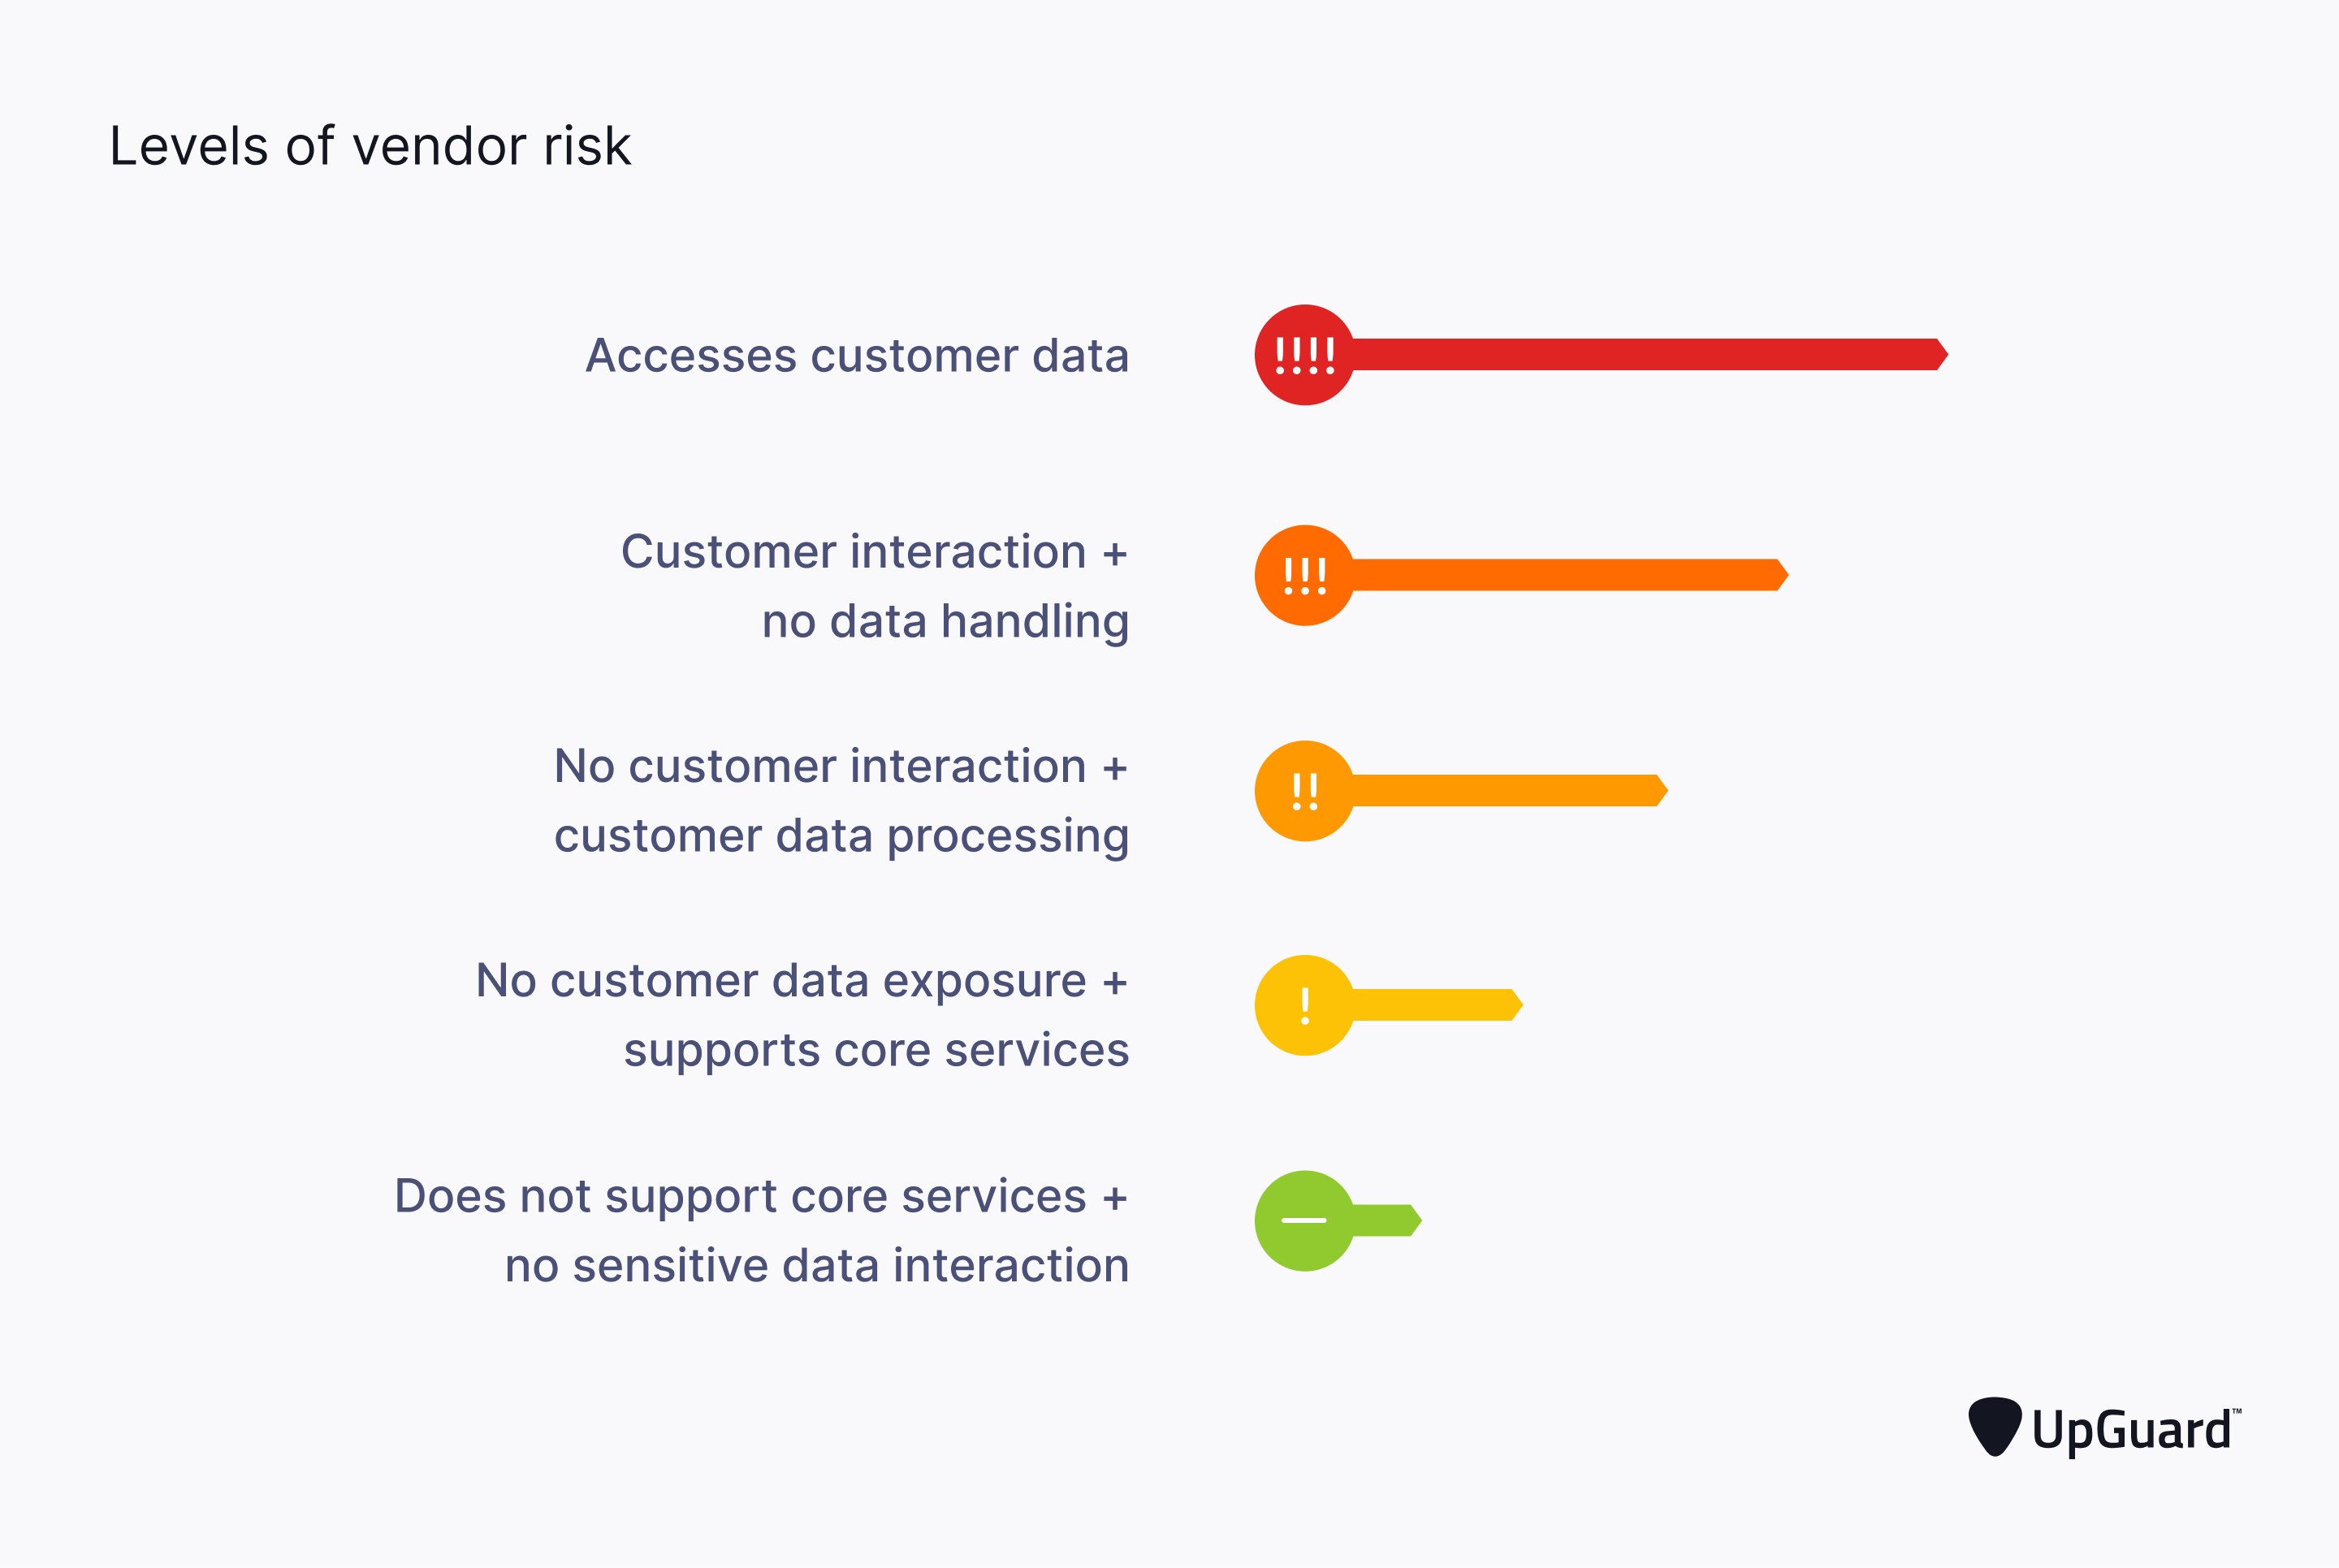 Levels of vendor risk
Accesses customer data
!!!!
Customer interaction +
no data handling
!!!
No customer interaction +
customer data processing
!!
No customer data exposure +
supports core services
!
Does not support core services +
no sensitive data interaction
—
UpGuard™